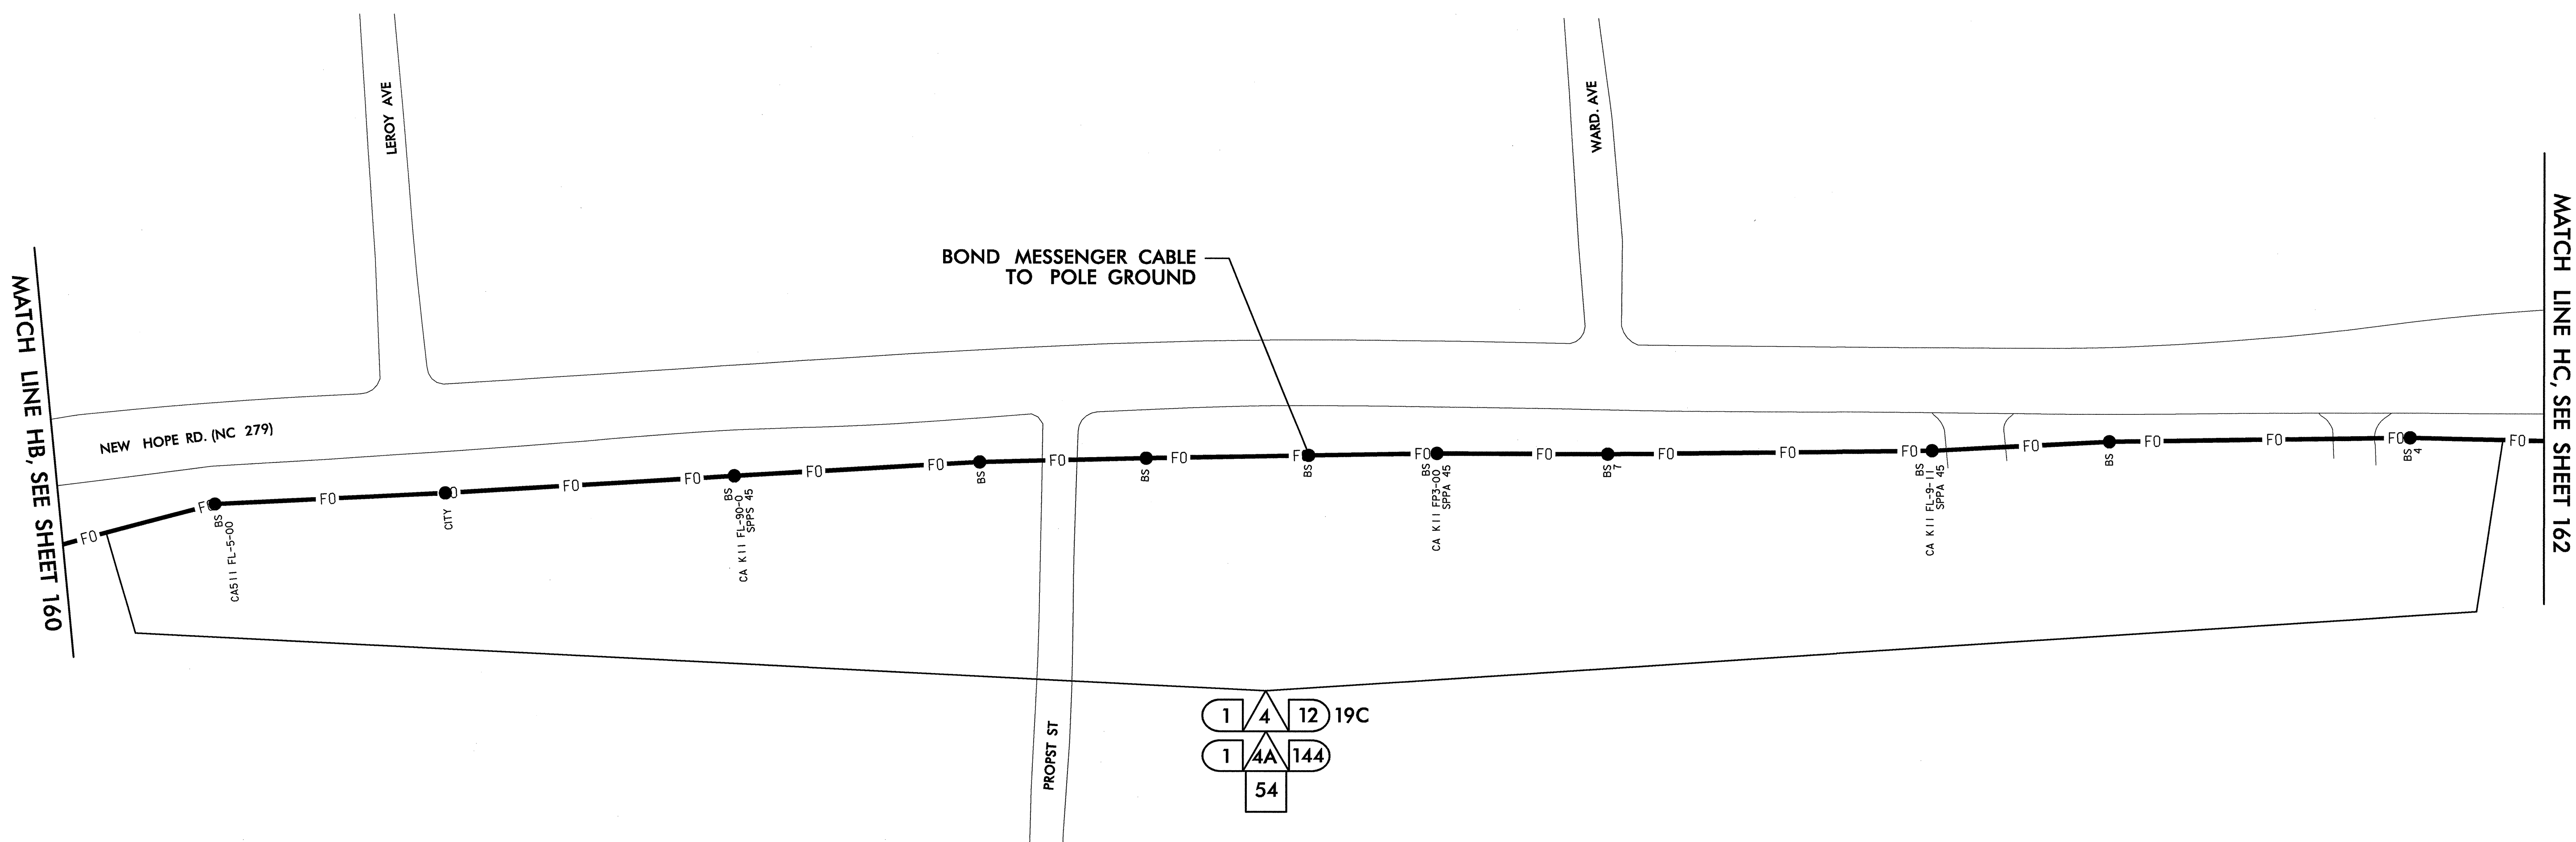 LEROY AVE
WARD. AVE
MATCH LINE HB, SEE SHEET 160
MATCH LINE HC, SEE SHEET 162
BOND MESSENGER CABLE
TO POLE GROUND
NEW HOPE RD. (NC 279)
FO
FO
BS
CA511 FL-5-00
FO
FO
CITY
FO
FO
BS
CA K11 FL-90-0
SPPS 45
FO
FO
BS
FO
BS
FO
FO
BS
FO
BS
CA K11 FP3-00
SPPA 45
FO
BS
7
FO
FO
FO
BS
CA K11 FL-9-11
SPPA 45
FO
BS
FO
FO
FO
BS
4
FO
PROPST ST
1 4 12 19C
1 4A 144
54